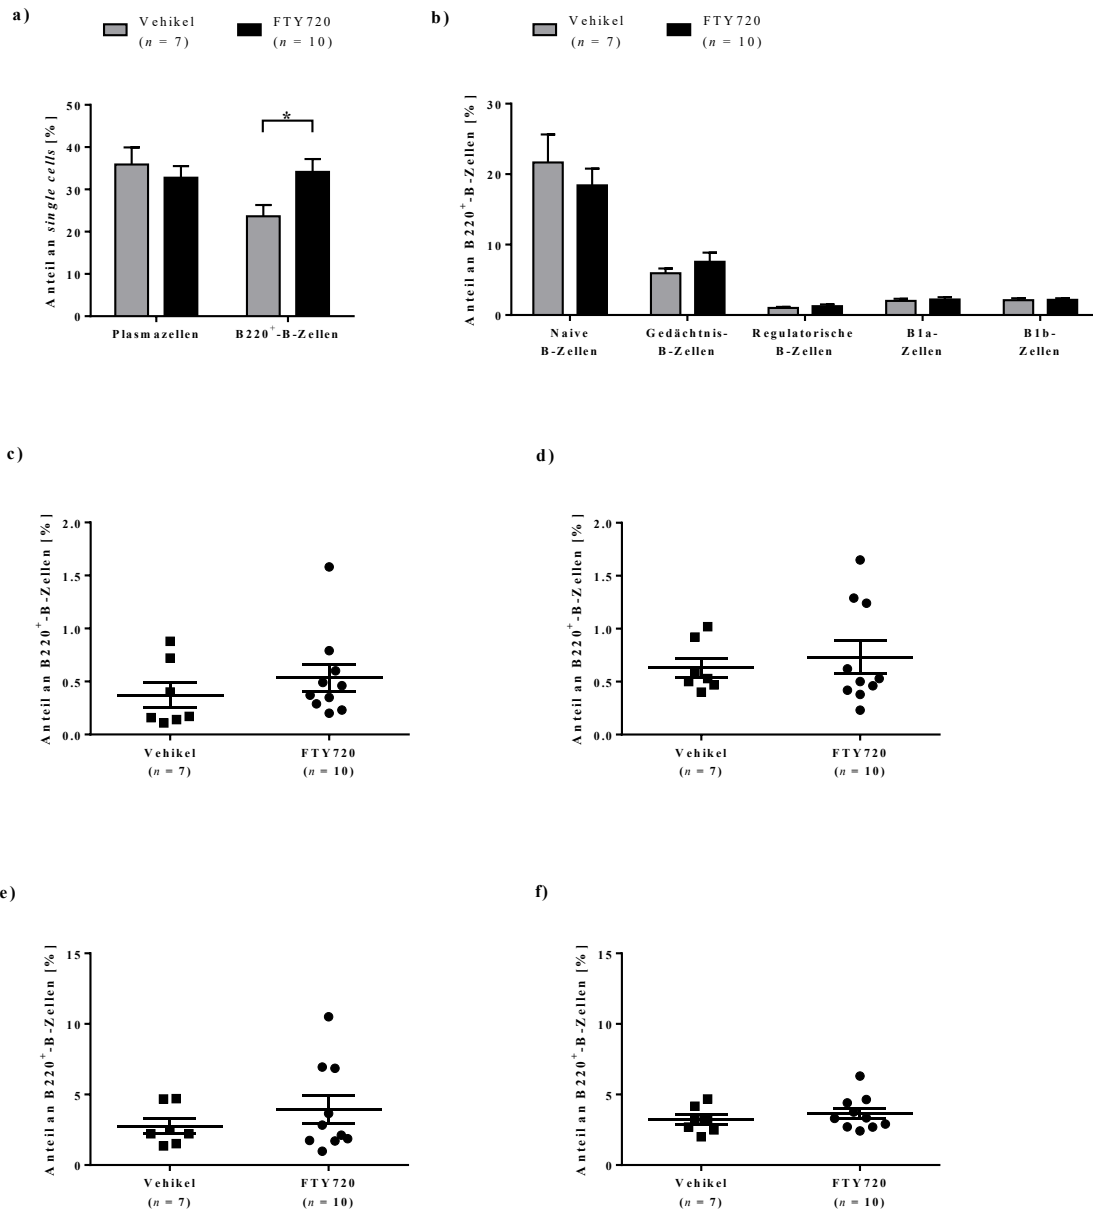 a)
Vehikel
(n = 7)
FTY720
(n = 10)
Anteil an single cells [%]
50
40
30
20
10
0
*
Plasmazellen
B220+-B-Zellen
b)
Vehikel
(n = 7)
FTY720
(n = 10)
Anteil an B220+-B-Zellen [%]
30
20
10
0
Naive
B-Zellen
Gedächtnis-
B-Zellen
Regulatorische
B-Zellen
B1a-
Zellen
B1b-
Zellen
c)
Anteil an B220+-B-Zellen [%]
2.0
1.5
1.0
0.5
0.0
Vehikel
(n = 7)
FTY720
(n = 10)
d)
Anteil an B220+-B-Zellen [%]
2.0
1.5
1.0
0.5
0.0
Vehikel
(n = 7)
FTY720
(n = 10)
e)
Anteil an B220+-B-Zellen [%]
15
10
5
0
Vehikel
(n = 7)
FTY720
(n = 10)
f)
Anteil an B220+-B-Zellen [%]
15
10
5
0
Vehikel
(n = 7)
FTY720
(n = 10)